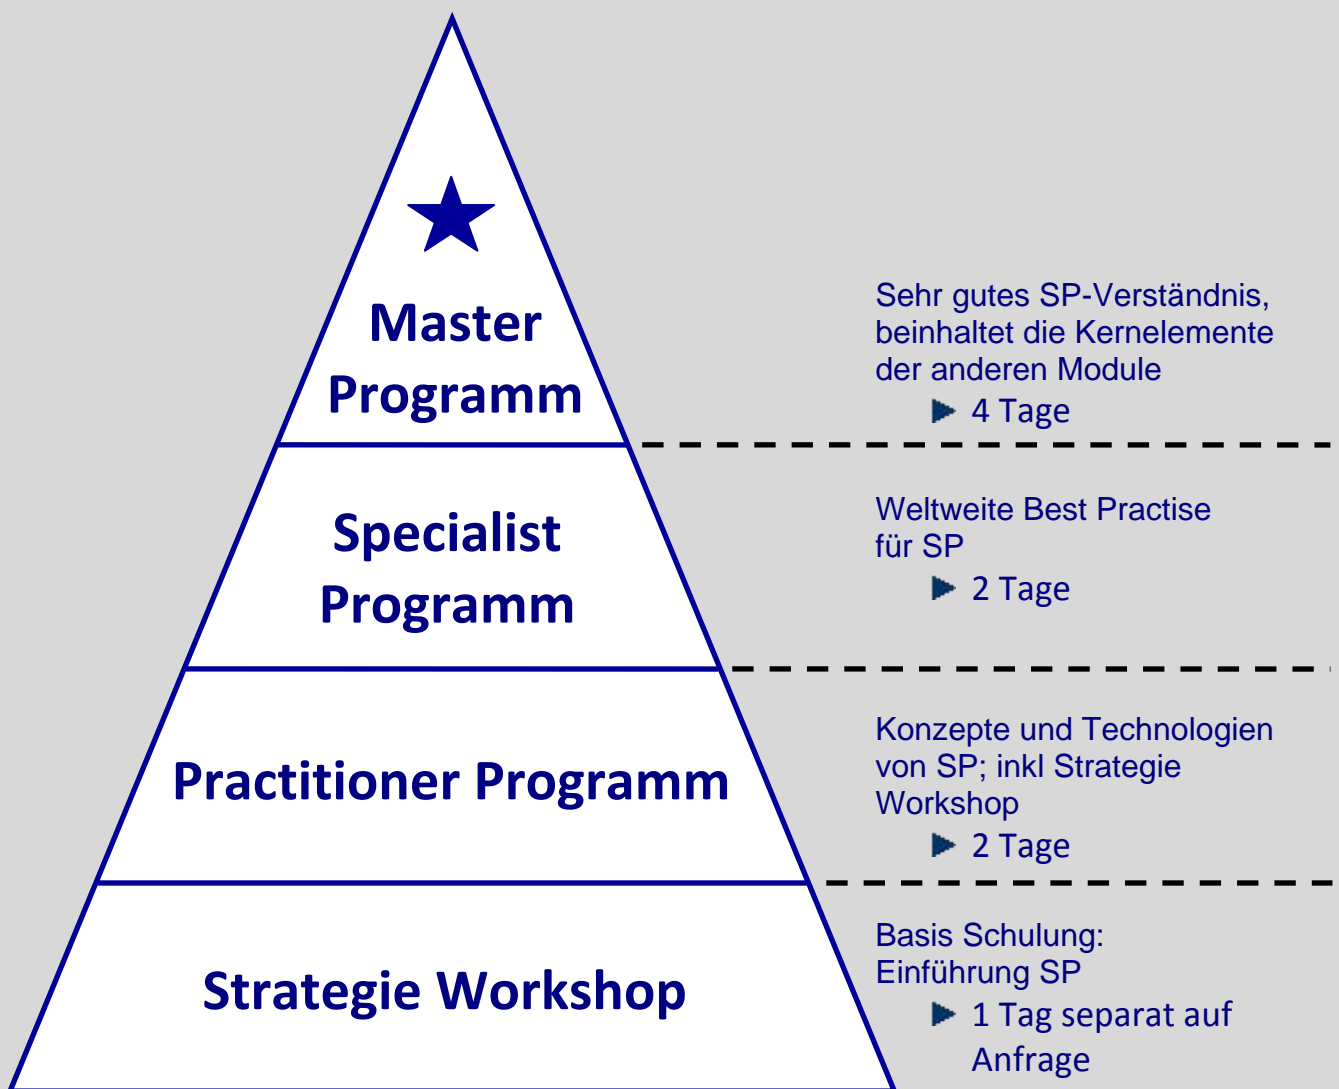 Master
Programm
Sehr gutes SP-Verständnis,
beinhaltet die Kernelemente
der anderen Module
4 Tage
Specialist
Programm
Weltweite Best Practise
für SP
2 Tage
Practitioner Programm
Konzepte und Technologien
von SP; inkl Strategie
Workshop
2 Tage
Strategie Workshop
Basis Schulung:
Einführung SP
1 Tag separat auf
Anfrage